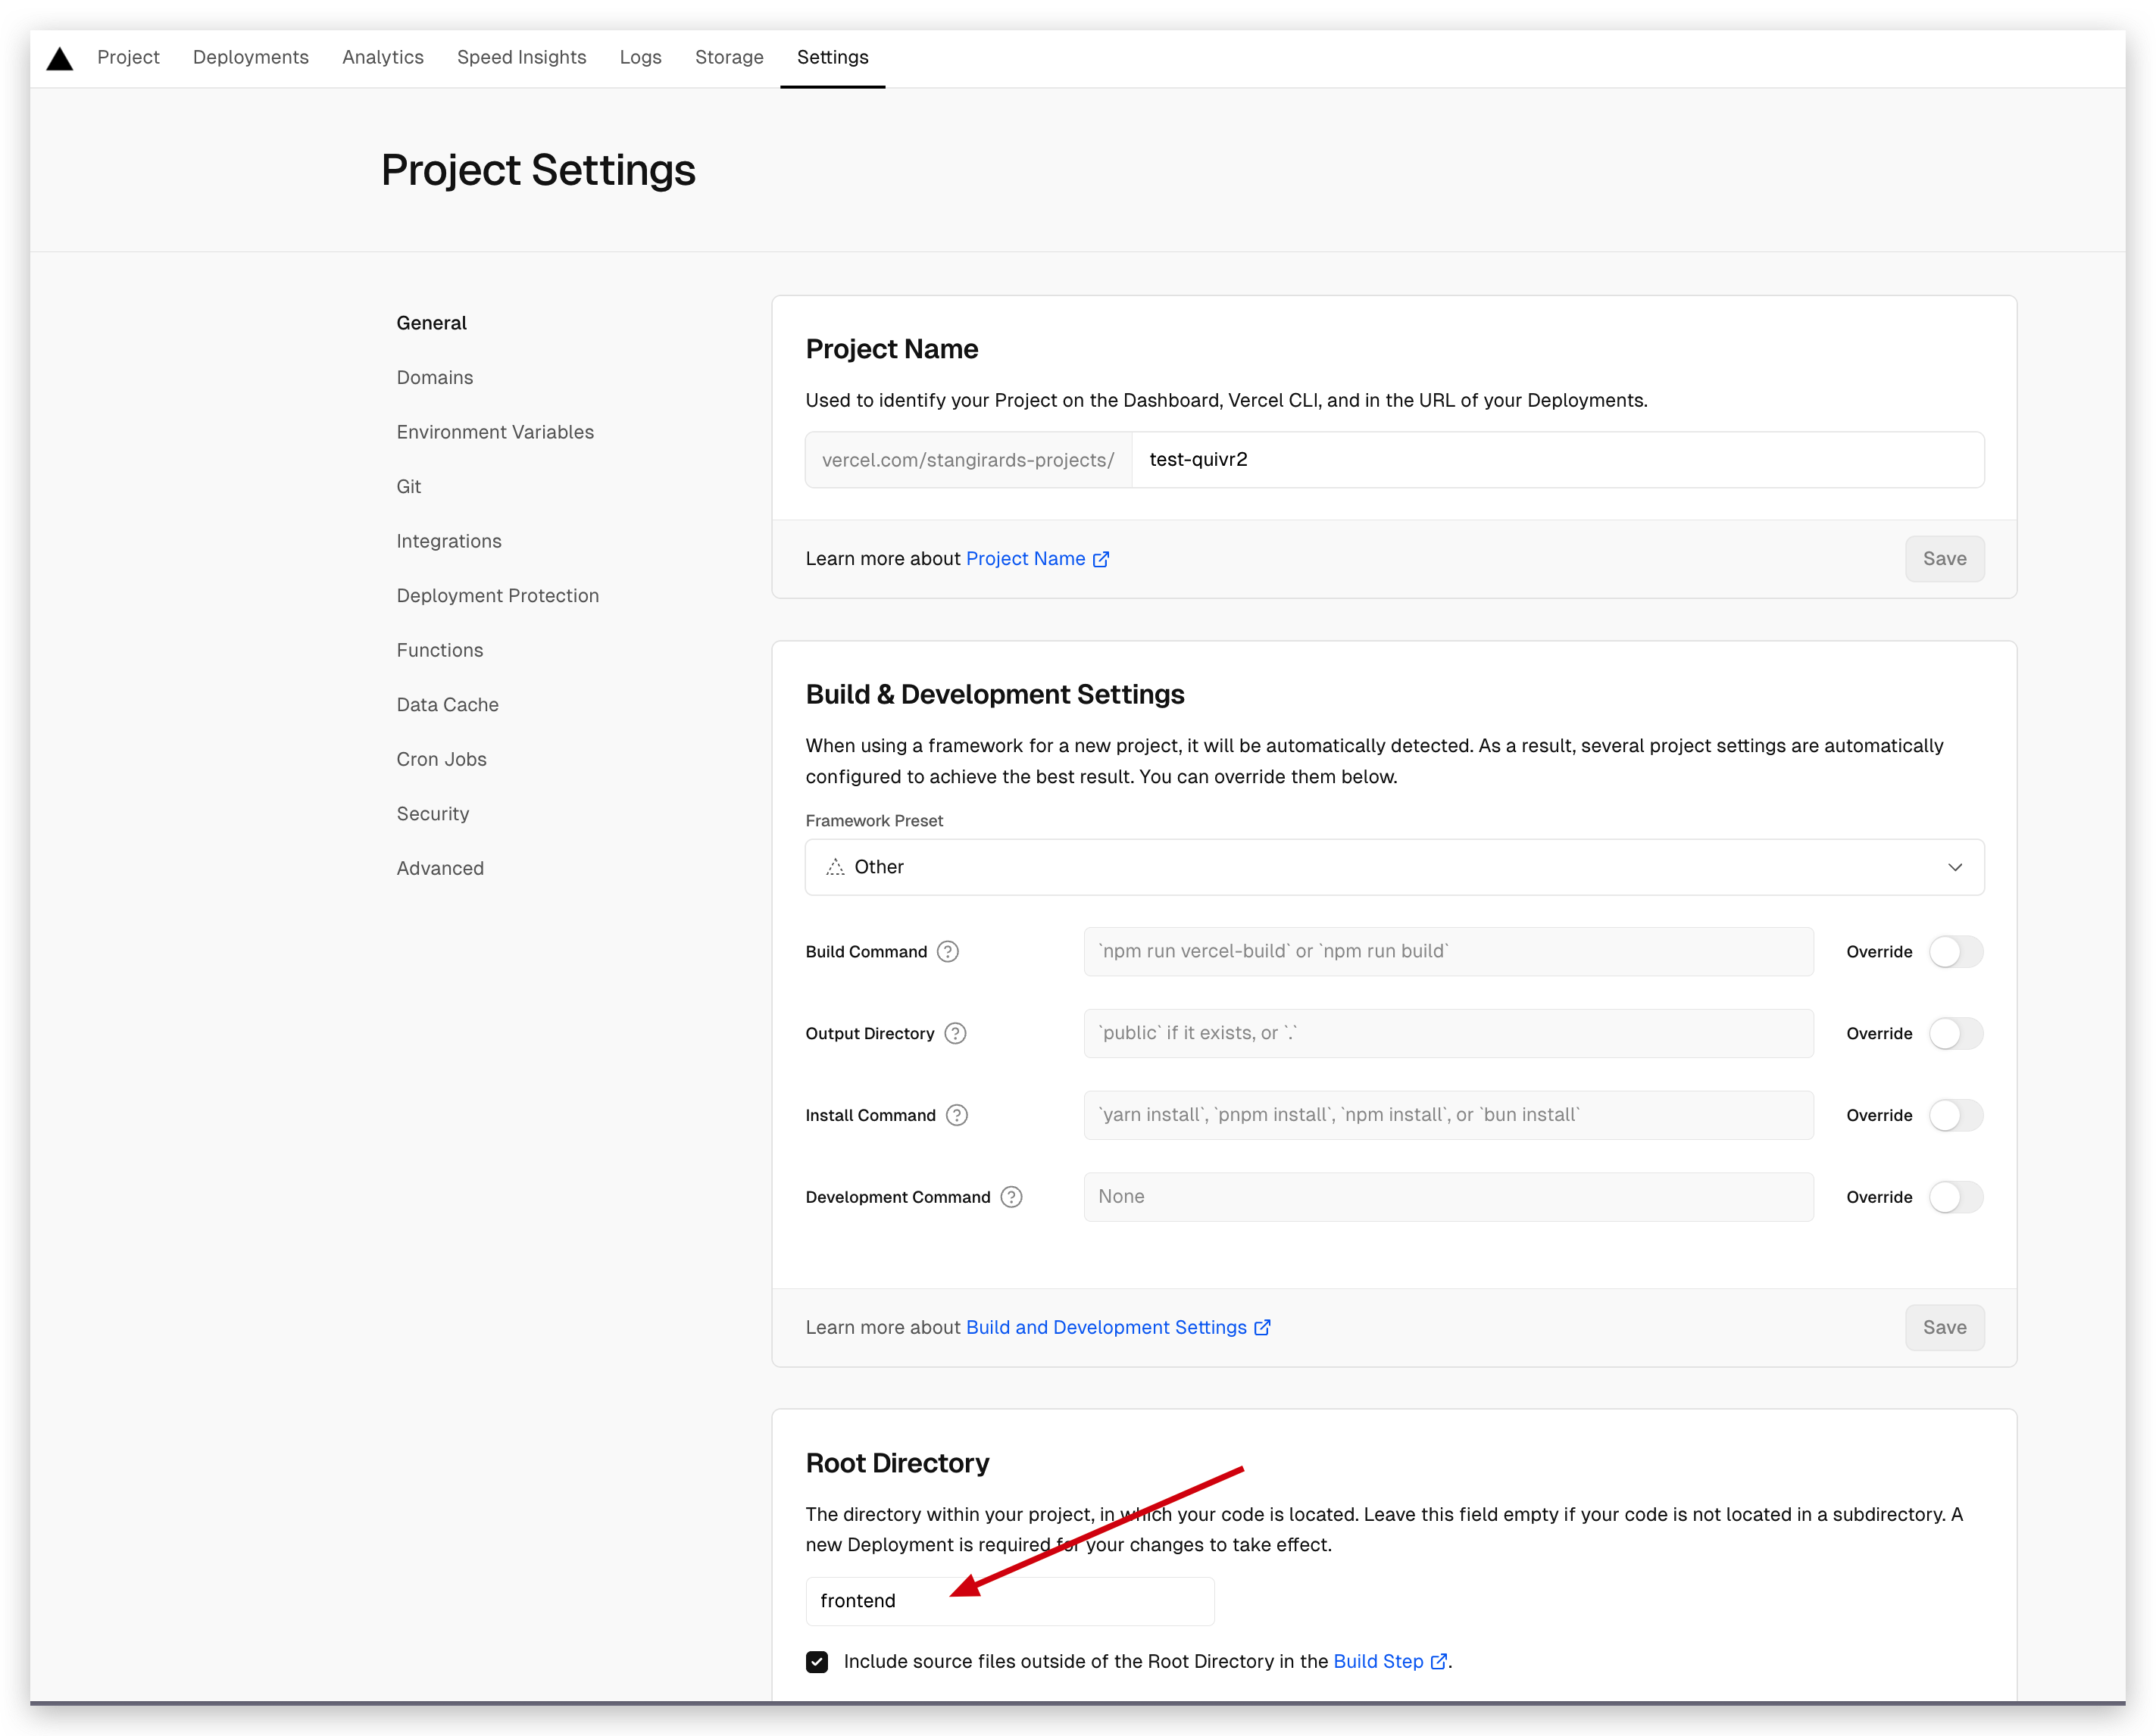 Project Deployments Analytics Speed Insights Logs Storage Settings
Project Settings
General
Domains
Environment Variables
Git
Integrations
Deployment Protection
Functions
Data Cache
Cron Jobs
Security
Advanced
Project Name
Used to identify your Project on the Dashboard, Vercel CLI, and in the URL of your Deployments.
vercel.com/stangirards-projects/ test-quivr2
Learn more about Project Name
Save
Build & Development Settings
When using a framework for a new project, it will be automatically detected. As a result, several project settings are automatically
configured to achieve the best result. You can override them below.
Framework Preset
Other
Build Command ? `npm run vercel-build` or `npm run build` Override
Output Directory ? `public` if it exists, or `.` Override
Install Command ? `yarn install`, `pnpm install`, `npm install`, or `bun install` Override
Development Command ? None Override
Learn more about Build and Development Settings
Save
Root Directory
The directory within your project, in which your code is located. Leave this field empty if your code is not located in a subdirectory. A
new Deployment is required for your changes to take effect.
frontend
Include source files outside of the Root Directory in the Build Step .